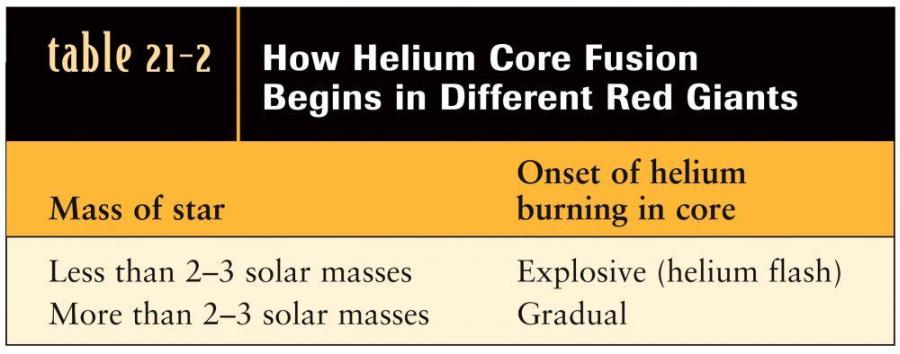 table 21-2
How Helium Core Fusion
Begins in Different Red Giants
Mass of star
Onset of helium
burning in core
Less than 2–3 solar masses Explosive (helium flash)
More than 2–3 solar masses Gradual